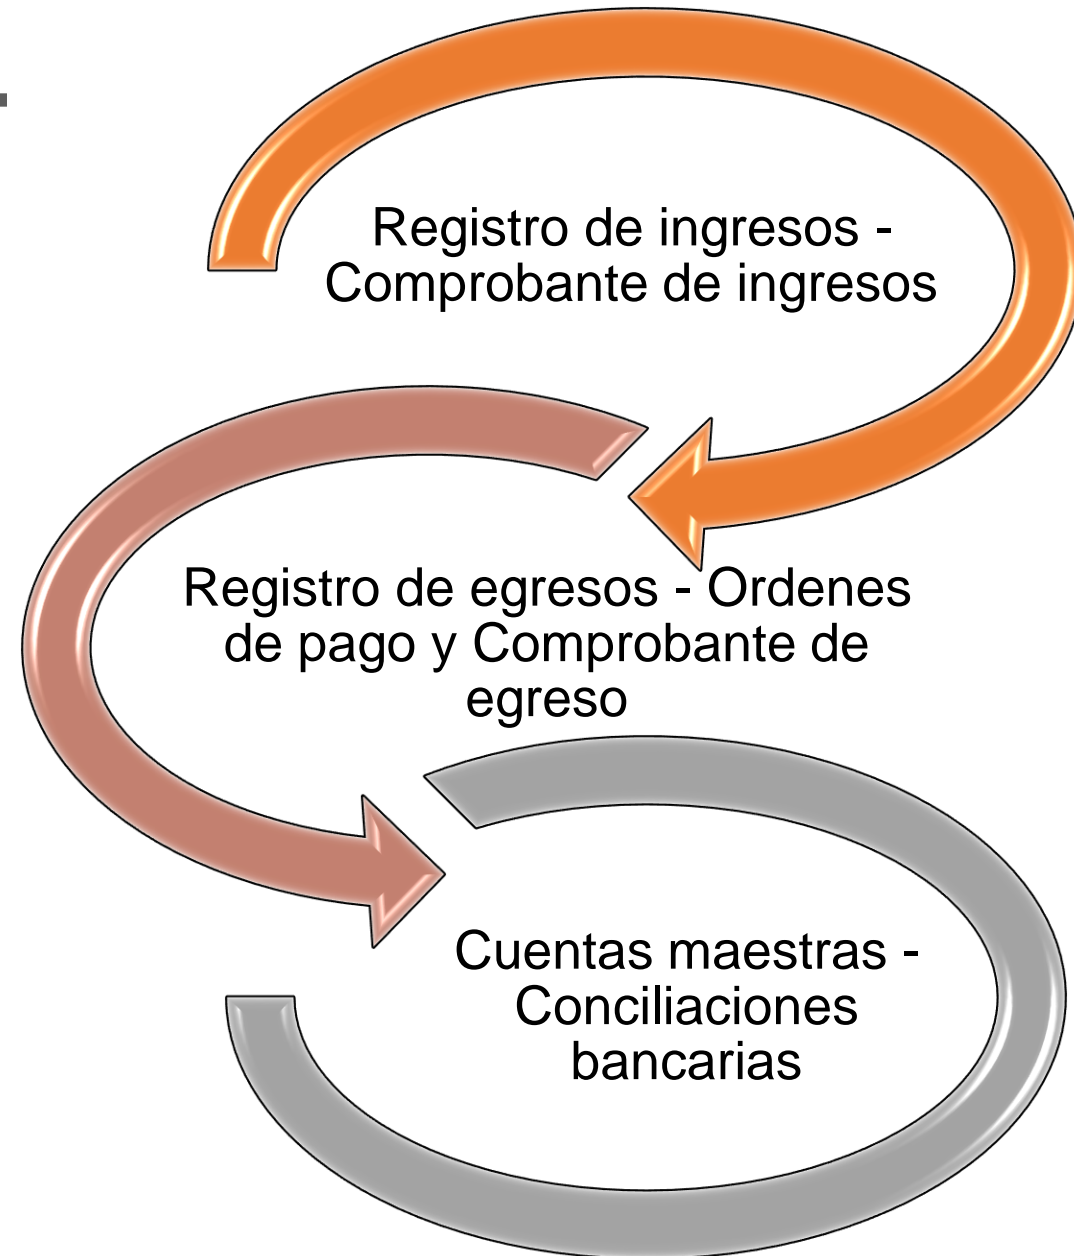 Registro de ingresos -
Comprobante de ingresos
Registro de egresos - Ordenes
de pago y Comprobante de
egreso
Cuentas maestras -
Conciliaciones
bancarias